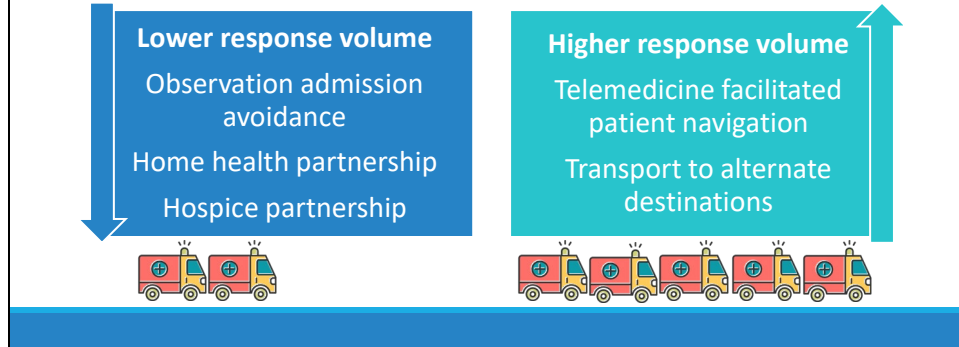 Lower response volume
Observation admission
avoidance
Home health partnership
Hospice partnership
Higher response volume
Telemedicine facilitated
patient navigation
Transport to alternate
destinations